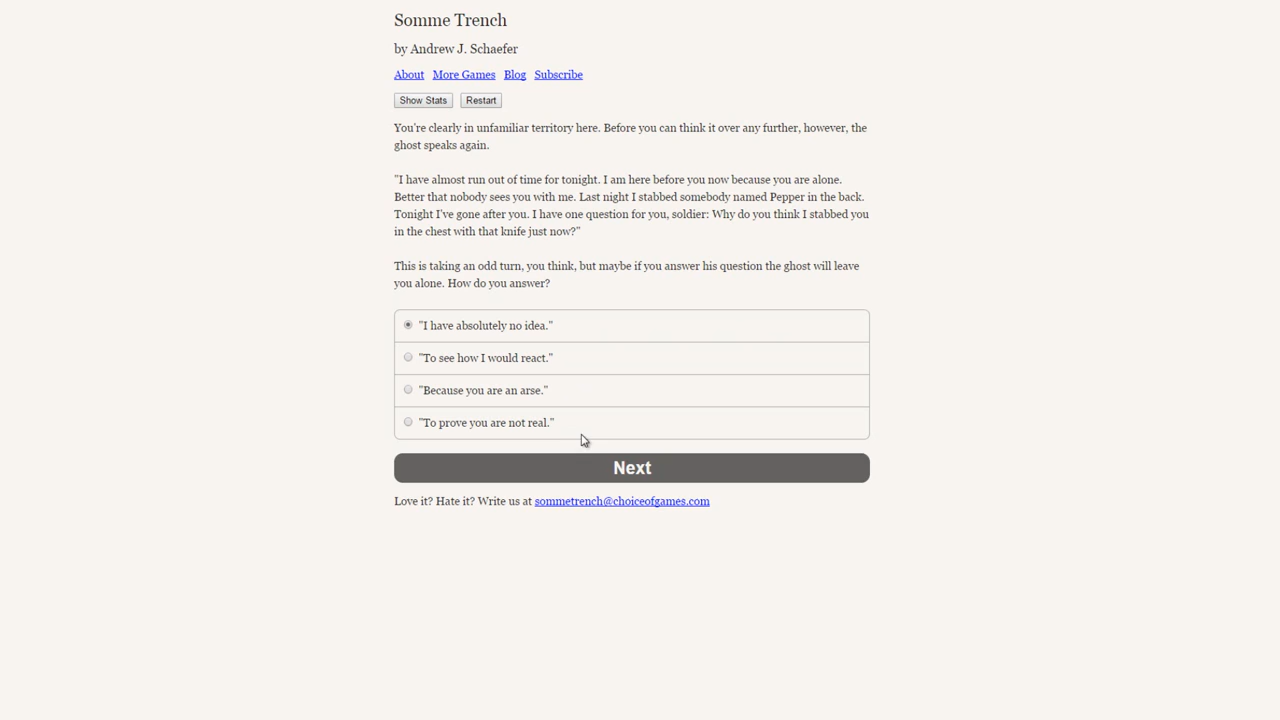 Somme Trench
by Andrew J. Schaefer
About More Games Blog Subscribe
Show Stats Restart
You're clearly in unfamiliar territory here. Before you can think it over any further, however, the
ghost speaks again.
"I have almost run out of time for tonight. I am here before you now because you are alone.
Better that nobody sees you with me. Last night I stabbed somebody named Pepper in the back.
Tonight I've gone after you. I have one question for you, soldier: Why do you think I stabbed you
in the chest with that knife just now?"
This is taking an odd turn, you think, but maybe if you answer his question the ghost will leave
you alone. How do you answer?
"I have absolutely no idea."
"To see how I would react."
"Because you are an arse."
"To prove you are not real."
Next
Love it? Hate it? Write us at sommetrench@choiceofgames.com